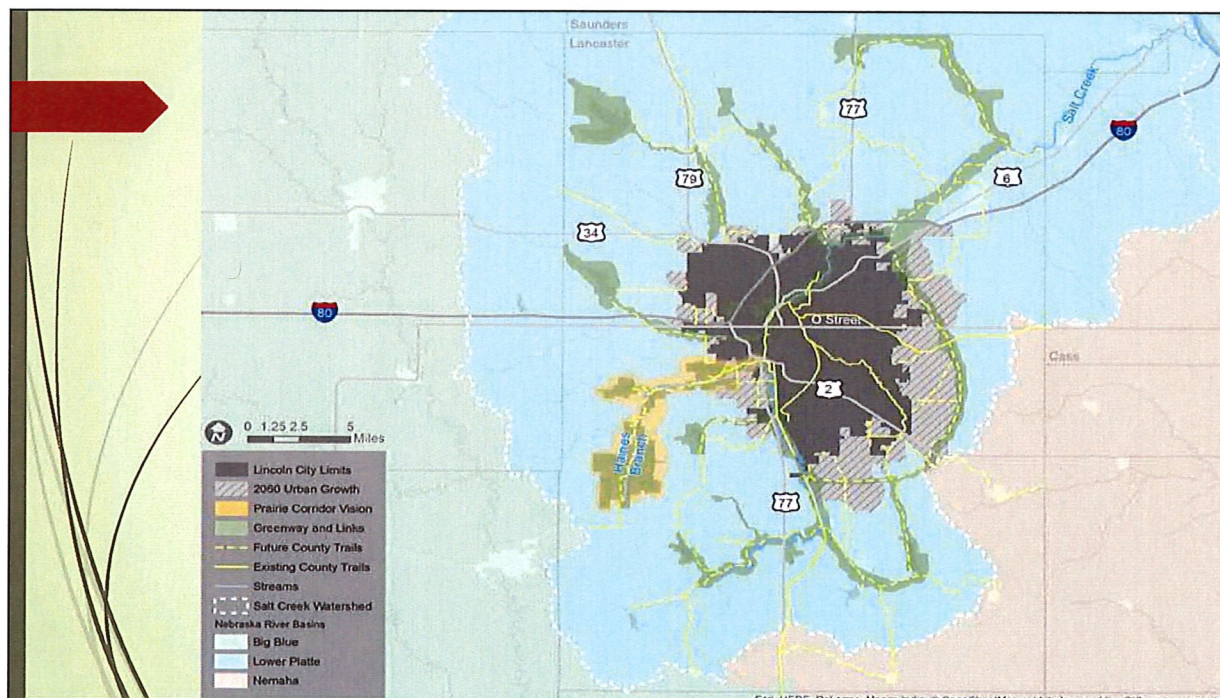 Saunders
Lancaster
Salt Creek
77
80
79
6
34
80
O Street
Cass
2
0 1.25 2.5 5
Miles
Haines
Branch
77
Lincoln City Limits
2060 Urban Growth
Prairie Corridor Vision
Greenway and Links
Future County Trails
Existing County Trails
Streams
Salt Creek Watershed
Nebraska River Basins
Big Blue
Lower Platte
Nemaha